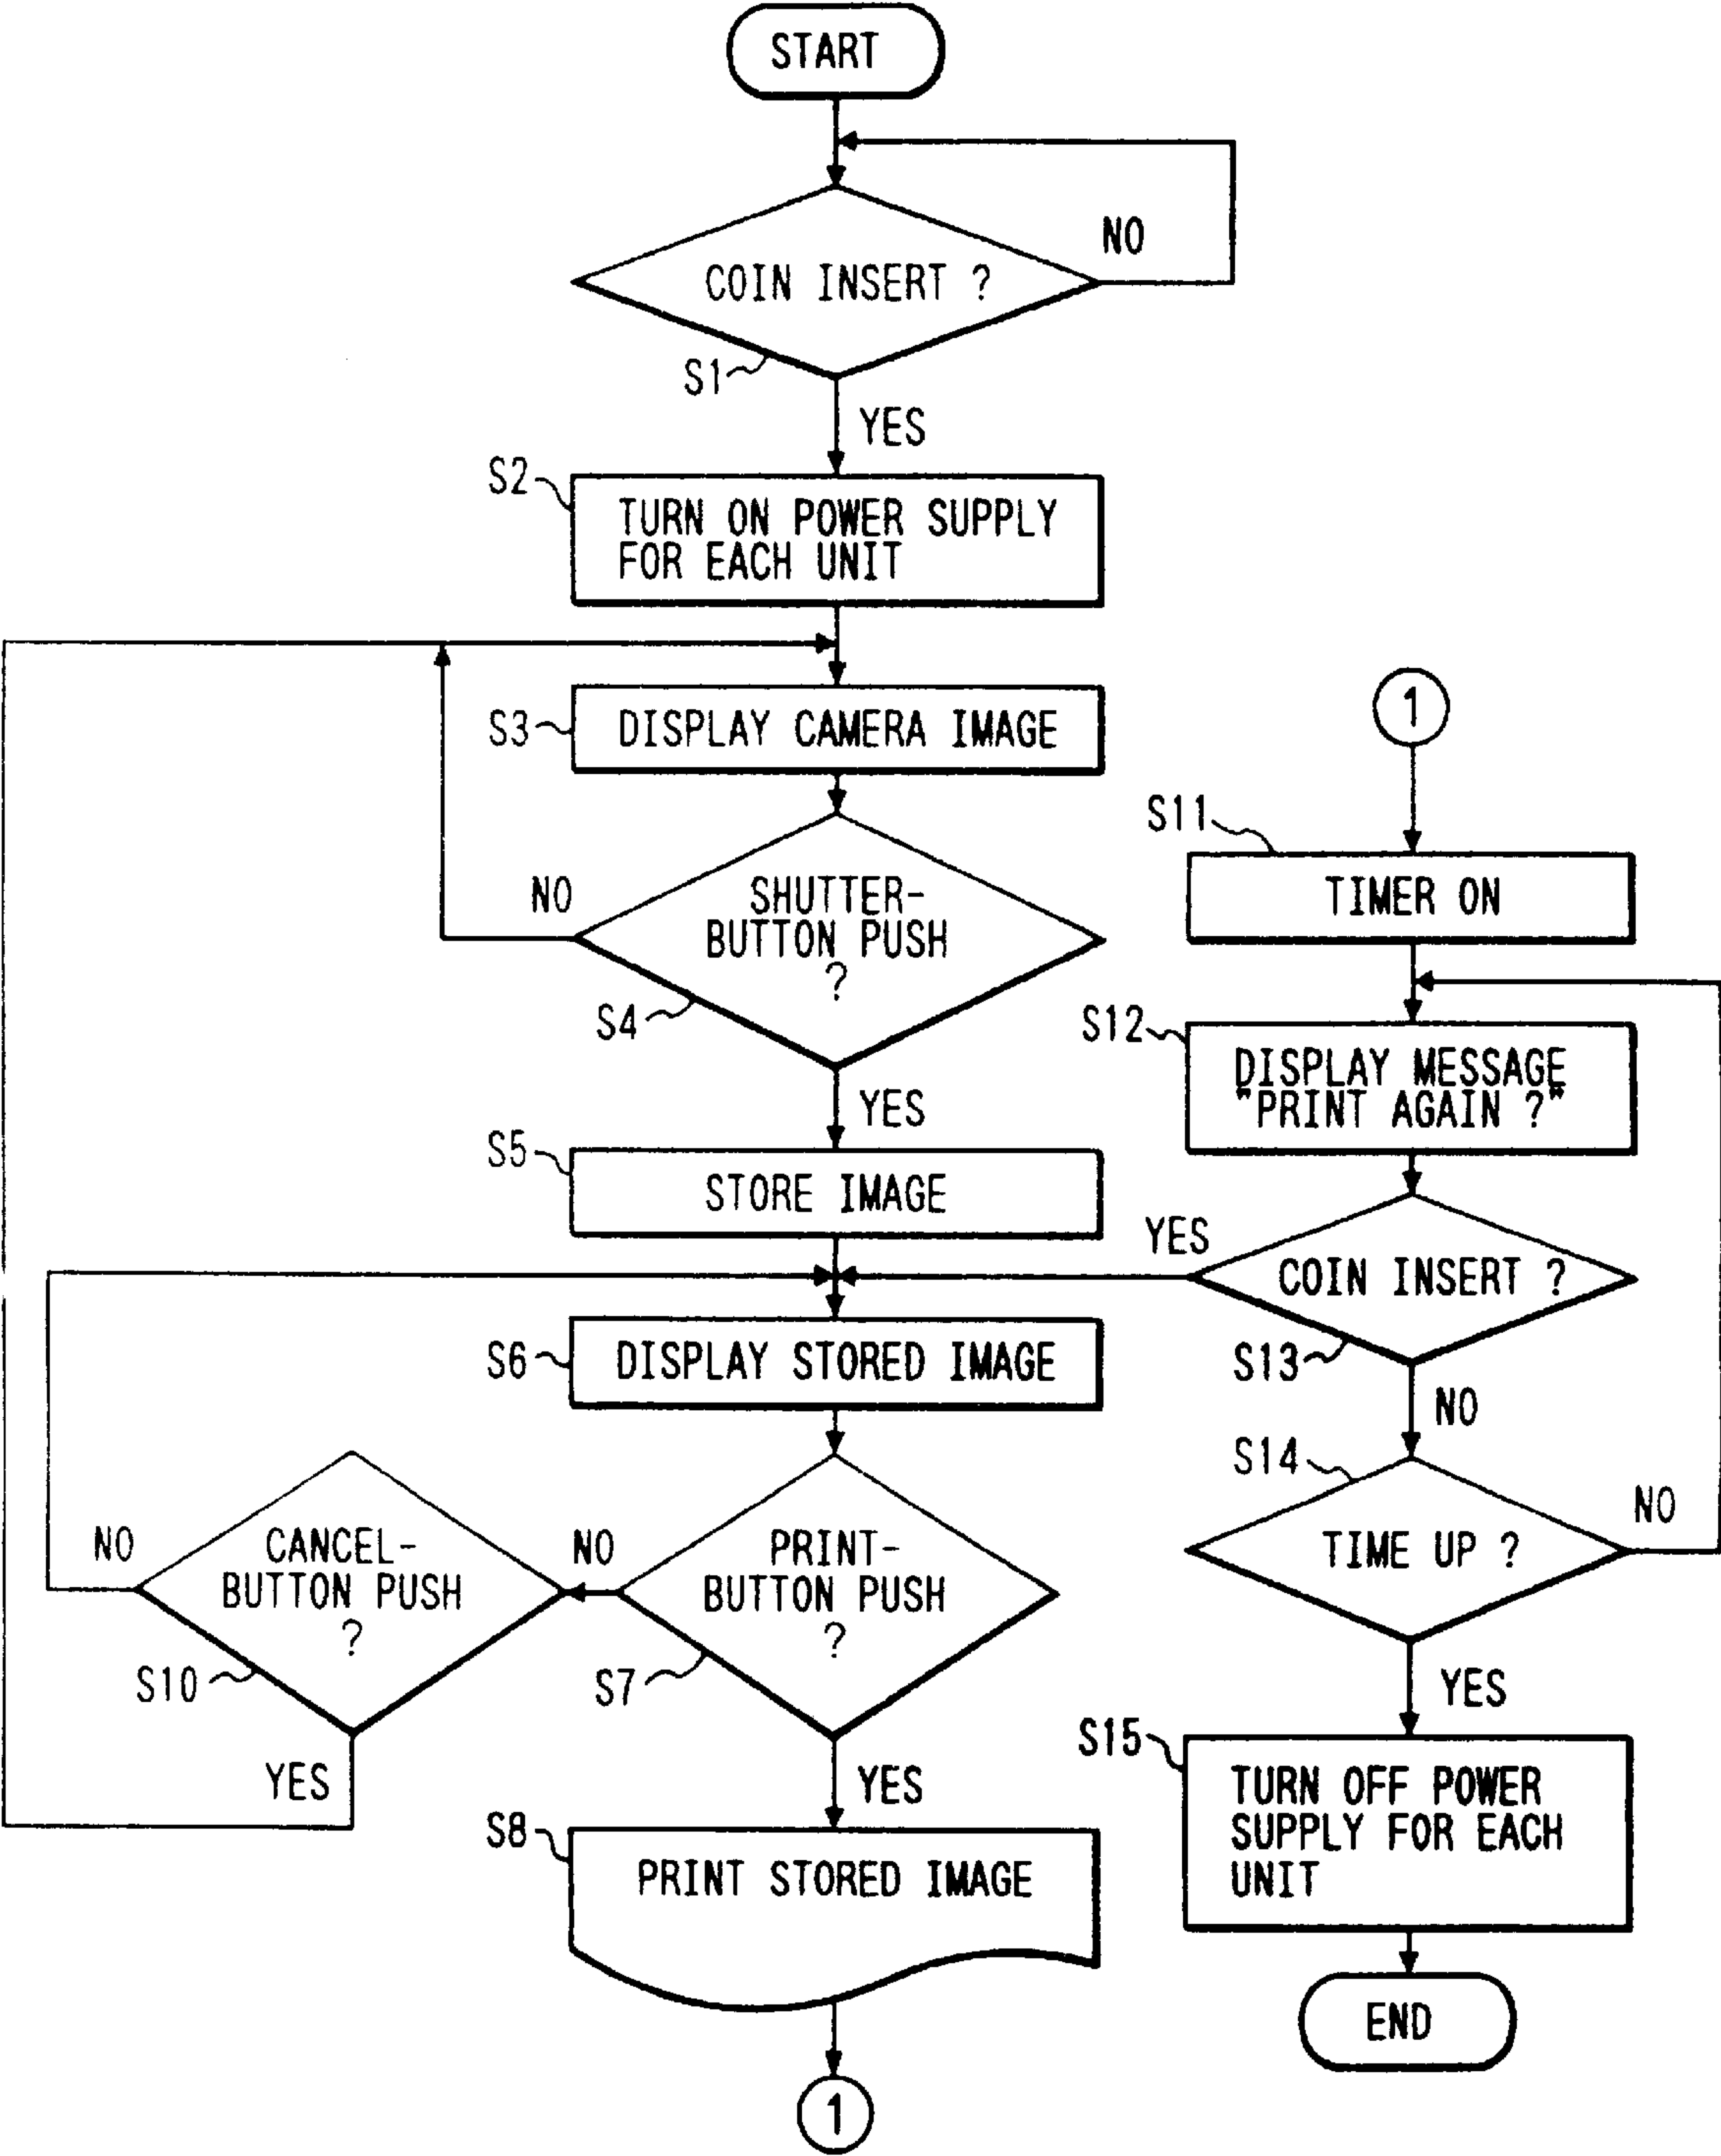 START
NO
COIN INSERT ?
S1
YES
S2
TURN ON POWER SUPPLY
FOR EACH UNIT
S3
DISPLAY CAMERA IMAGE
NO
SHUTTER-
BUTTON PUSH
?
S4
YES
S5
STORE IMAGE
S6
DISPLAY STORED IMAGE
NO
CANCEL-
BUTTON PUSH
?
S10
YES
NO
PRINT-
BUTTON PUSH
?
S7
YES
S8
PRINT STORED IMAGE
1
1
S11
TIMER ON
S12
DISPLAY MESSAGE
"PRINT AGAIN ?"
YES
COIN INSERT ?
S13
NO
S14
TIME UP ?
NO
YES
S15
TURN OFF POWER
SUPPLY FOR EACH
UNIT
END